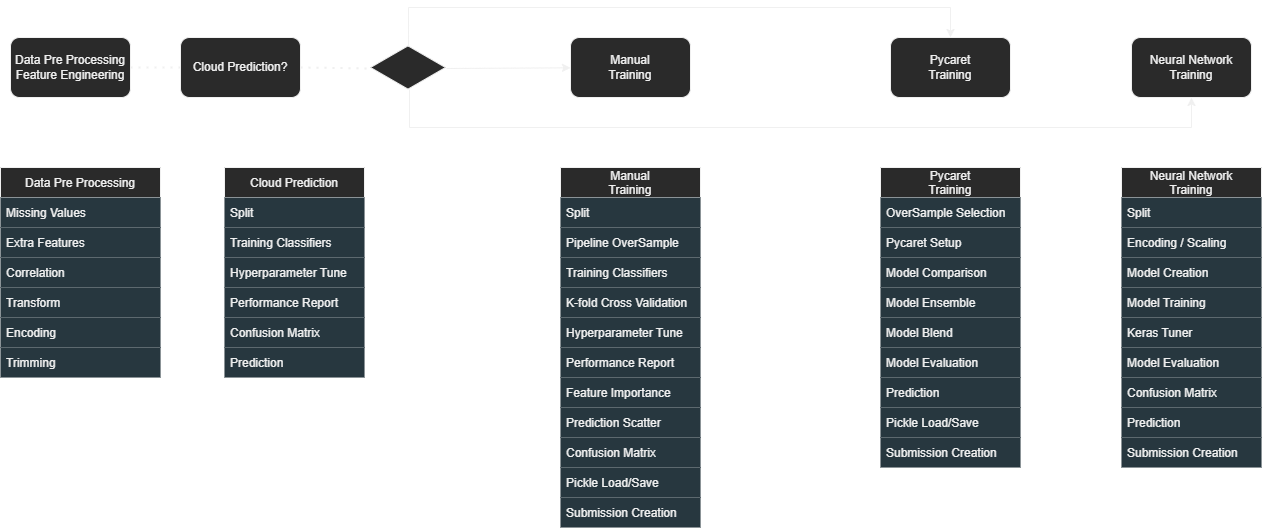 Data Pre Processing
Feature Engineering
Cloud Prediction?
Manual
Training
Pycaret
Training
Neural Network
Training
Data Pre Processing
Missing Values
Extra Features
Correlation
Transform
Encoding
Trimming
Cloud Prediction
Split
Training Classifiers
Hyperparameter Tune
Performance Report
Confusion Matrix
Prediction
Manual
Training
Split
Pipeline OverSample
Training Classifiers
K-fold Cross Validation
Hyperparameter Tune
Performance Report
Feature Importance
Prediction Scatter
Confusion Matrix
Pickle Load/Save
Submission Creation
Pycaret
Training
OverSample Selection
Pycaret Setup
Model Comparison
Model Ensemble
Model Blend
Model Evaluation
Prediction
Pickle Load/Save
Submission Creation
Neural Network
Training
Split
Encoding / Scaling
Model Creation
Model Training
Keras Tuner
Model Evaluation
Confusion Matrix
Prediction
Submission Creation